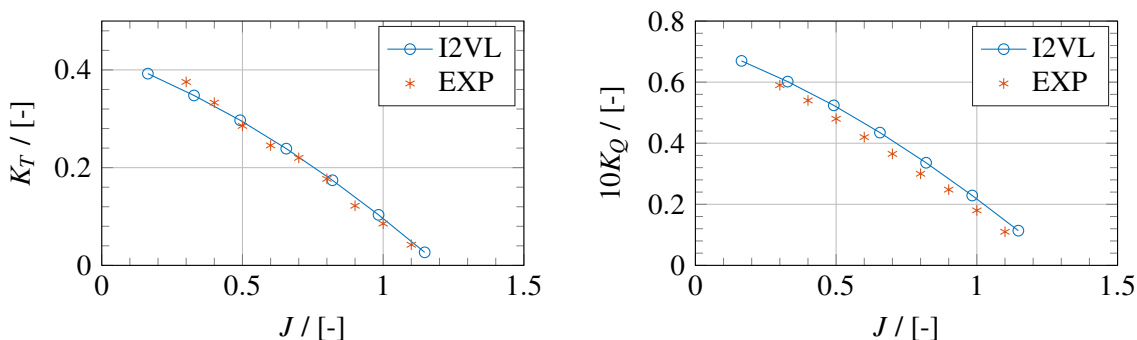 0 0.5 1 1.5
0
0.2
0.4
J / [-]
K_T / [-]
I2VL
EXP
0 0.5 1 1.5
0
0.2
0.4
0.6
0.8
J / [-]
10K_Q / [-]
I2VL
EXP